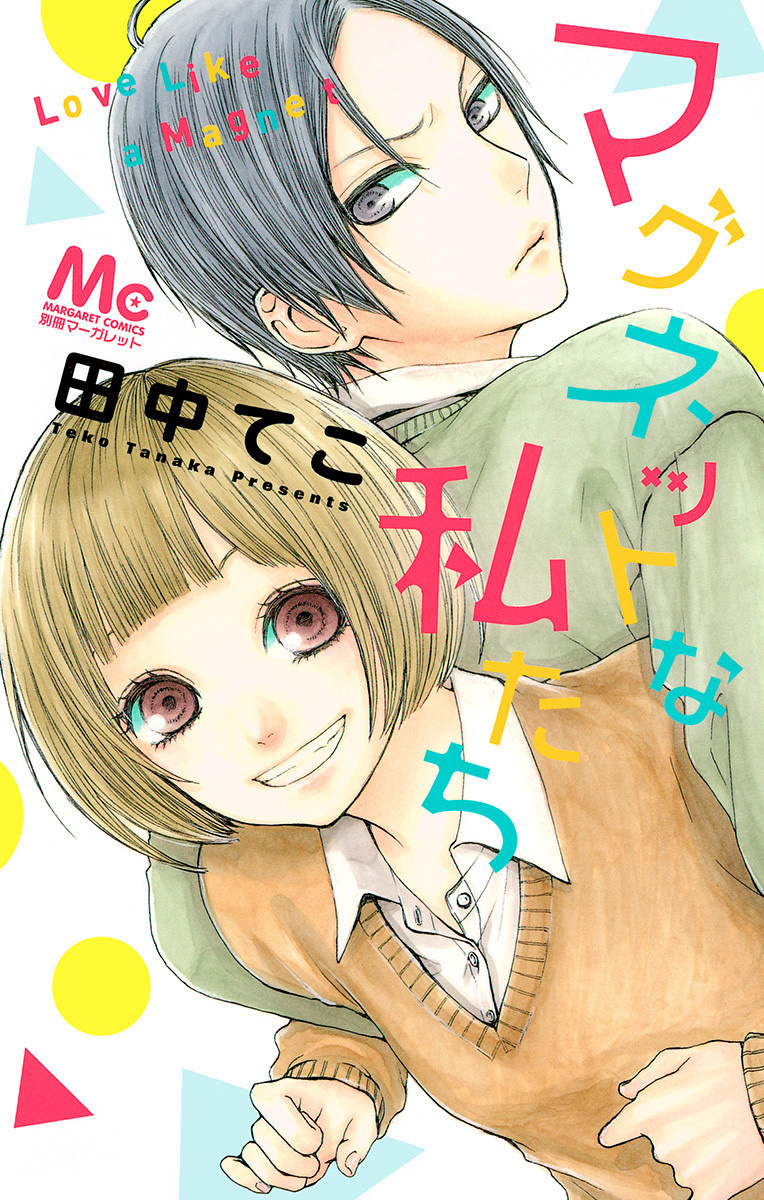 Love Like
a Magnet
マグネットな
私たち
Mc
MARGARET COMICS
別冊マーガレット
田中てこ
Teko Tanaka Presents